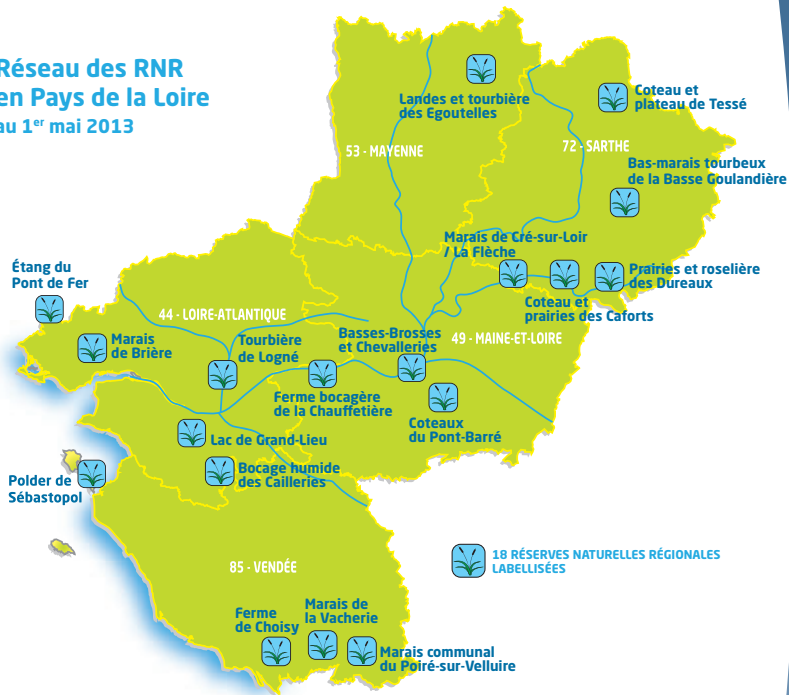 Réseau des RNR
en Pays de la Loire
au 1er mai 2013
Landes et tourbière
des Égoutelles
Coteau et
plateau de Tessé
53 - MAYENNE
72 - SARTHE
Bas-marais tourbeux
de la Basse Goulandière
Marais de Cré-sur-Loir
/ La Flèche
Prairies et roselière
des Dureaux
Coteau et
prairies des Caforts
Étang du
Pont de Fer
44 - LOIRE-ATLANTIQUE
Marais
de Brière
Tourbière
de Logné
Basses-Brosses
et Chevalleries
49 - MAINE-ET-LOIRE
Ferme bocagère
de la Chauffetière
Coteaux
du Pont-Barré
Lac de Grand-Lieu
Bocage humide
des Cailleries
Polder de
Sébastopol
18 RÉSERVES NATURELLES RÉGIONALES
LABELLISÉES
85 - VENDÉE
Ferme
de Choisy
Marais de
la Vacherie
Marais communal
du Poiré-sur-Velluire